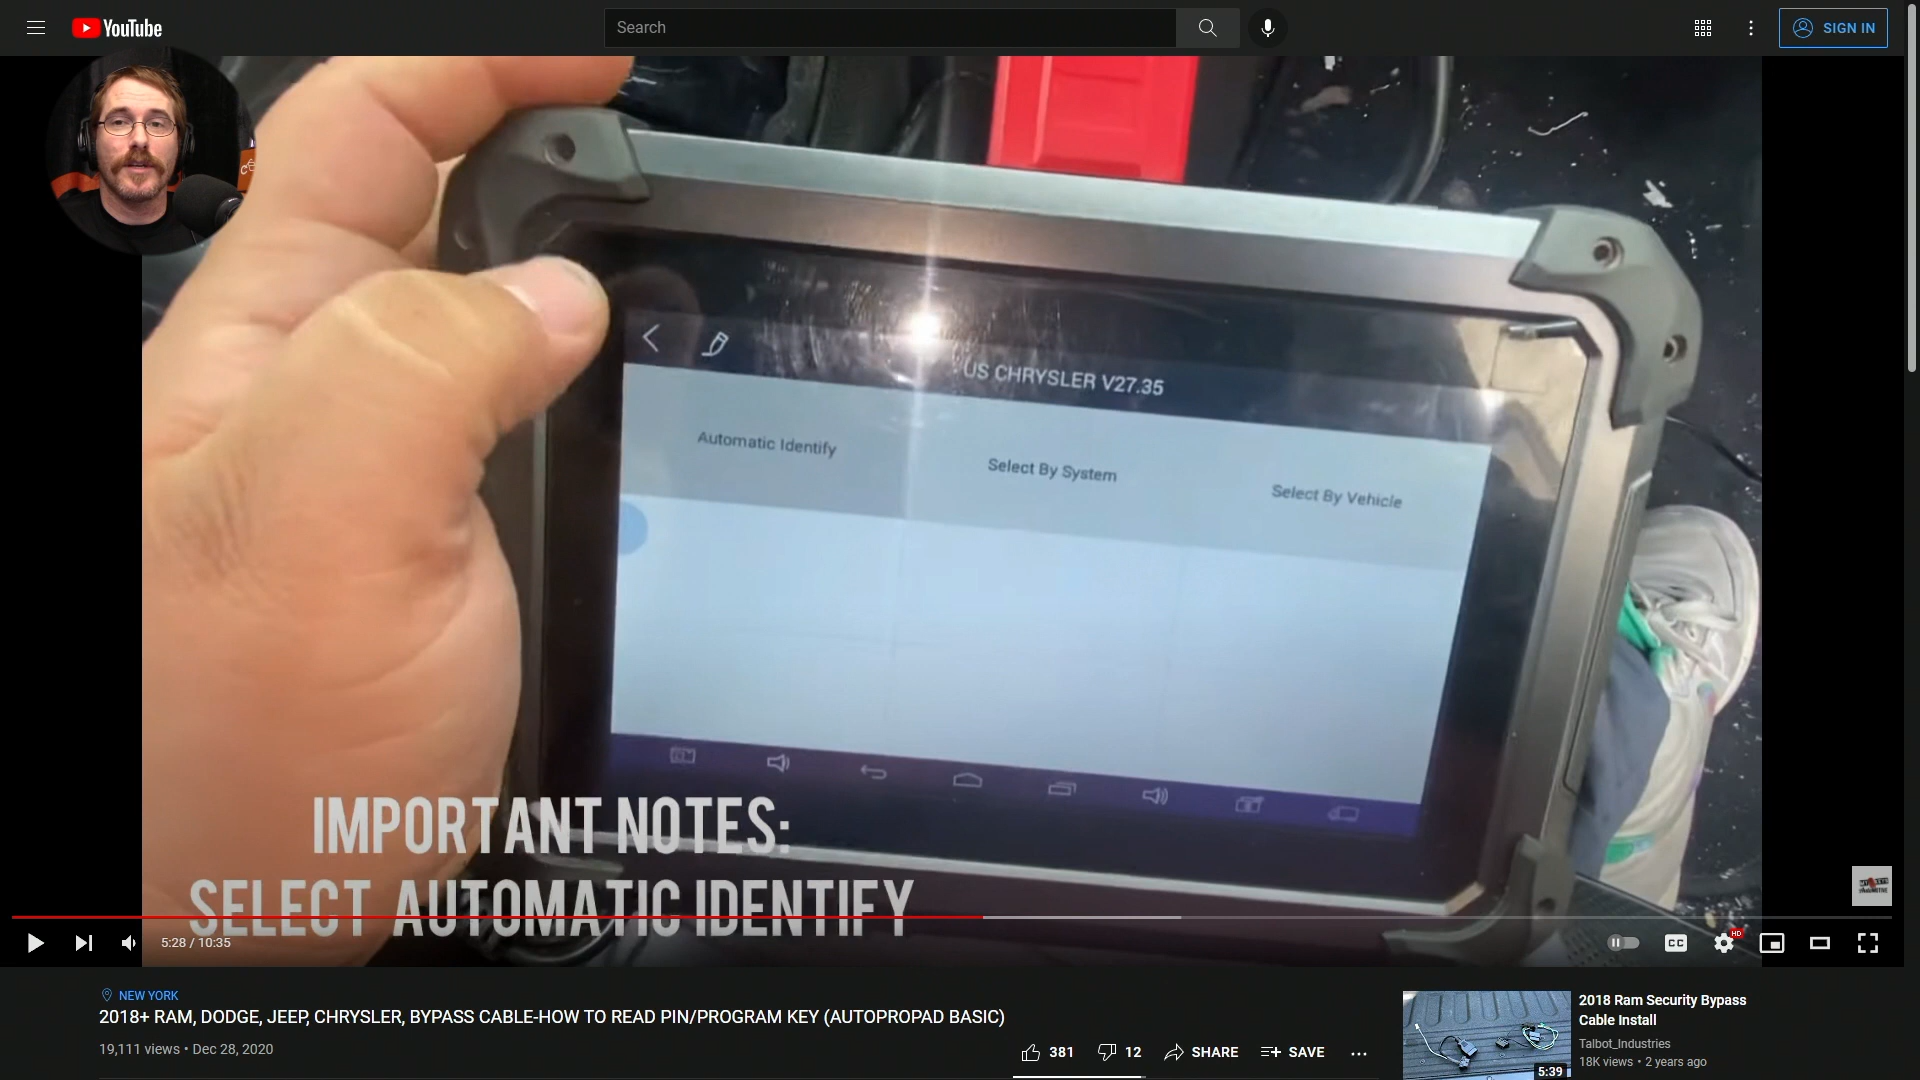 YouTube
Search
SIGN IN
US CHRYSLER V27.35
Automatic Identify
Select By System
Select By Vehicle
IMPORTANT NOTES:
SELECT AUTOMATIC IDENTIFY
5:28 / 10:35
CC
HD
NEW YORK
2018+ RAM, DODGE, JEEP, CHRYSLER, BYPASS CABLE-HOW TO READ PIN/PROGRAM KEY (AUTOPROPAD BASIC)
19,111 views • Dec 28, 2020
381
12
SHARE
SAVE
5:39
2018 Ram Security Bypass
Cable Install
Talbot_Industries
18K views • 2 years ago